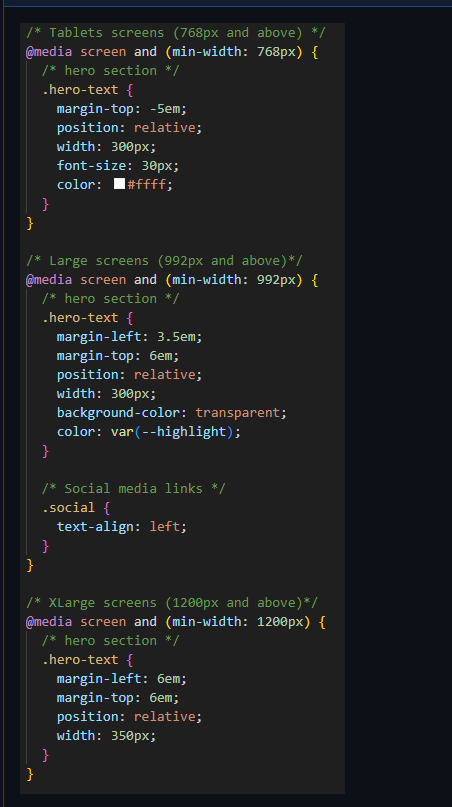 /* Tablets screens (768px and above) */
@media screen and (min-width: 768px) {
/* hero section */
.hero-text {
margin-top: -5em;
position: relative;
width: 300px;
font-size: 30px;
color: #ffff;
}
}
/* Large screens (992px and above)*/
@media screen and (min-width: 992px) {
/* hero section */
.hero-text {
margin-left: 3.5em;
margin-top: 6em;
position: relative;
width: 300px;
background-color: transparent;
color: var(--highlight);
}
/* Social media links */
.social {
text-align: left;
}
}
/* XLarge screens (1200px and above)*/
@media screen and (min-width: 1200px) {
/* hero section */
.hero-text {
margin-left: 6em;
margin-top: 6em;
position: relative;
width: 350px;
}
}